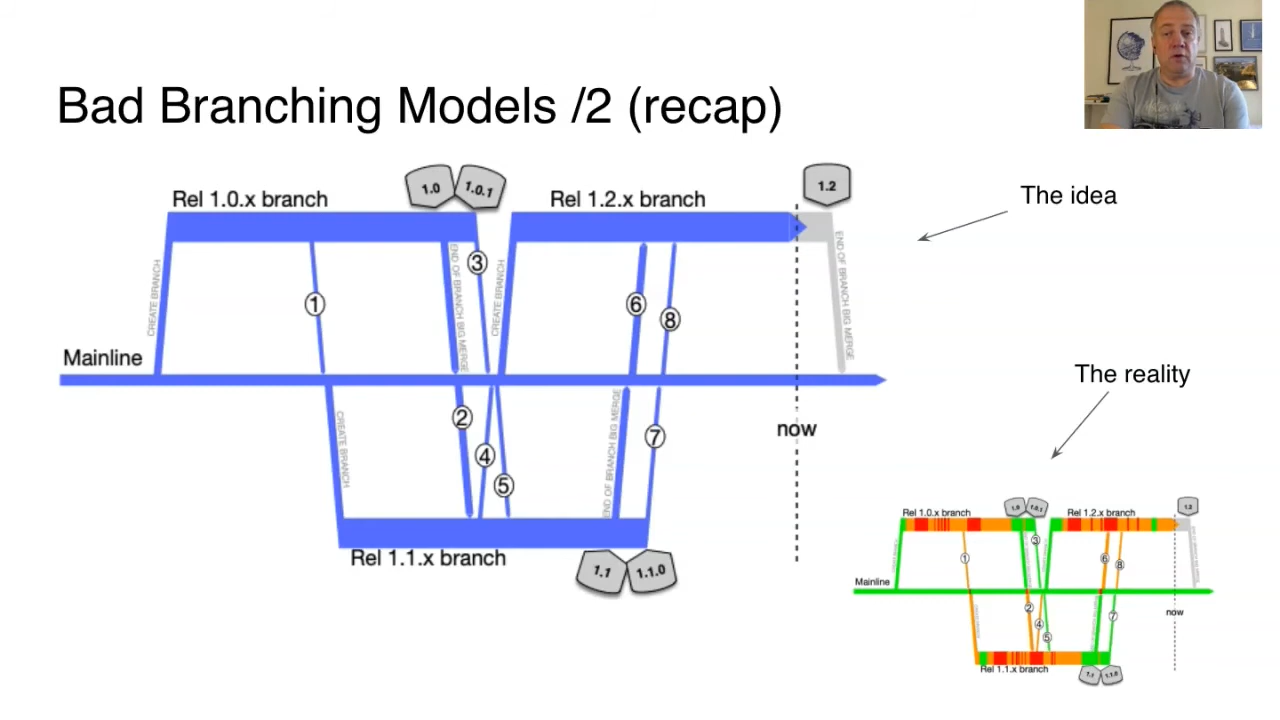 Bad Branching Models /2 (recap)
Rel 1.0.x branch
1.0
1.0.1
Rel 1.2.x branch
1.2
The idea
CREATE BRANCH
1
END OF BRANCH BIG MERGE
3
CREATE BRANCH
6
8
END OF BRANCH BIG MERGE
Mainline
The reality
CREATE BRANCH
2
4
5
END OF BRANCH BIG MERGE
7
now
Rel 1.1.x branch
1.1
1.1.0
Rel 1.0.x branch
1.0
1.0.1
Rel 1.2.x branch
1.2
1
3
6
8
Mainline
2
4
5
7
now
Rel 1.1.x branch
1.1
1.1.0